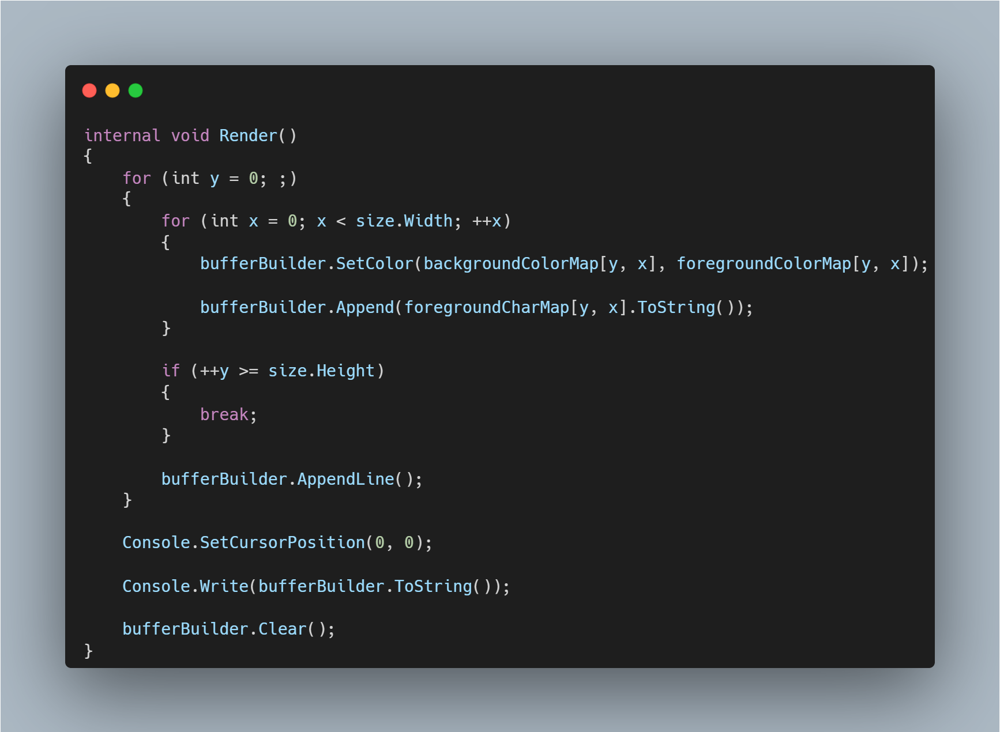 internal void Render()
{
    for (int y = 0; ;)
    {
        for (int x = 0; x < size.Width; ++x)
        {
            bufferBuilder.SetColor(backgroundColorMap[y, x], foregroundColorMap[y, x]);

            bufferBuilder.Append(foregroundCharMap[y, x].ToString());
        }

        if (++y >= size.Height)
        {
            break;
        }

        bufferBuilder.AppendLine();
    }

    Console.SetCursorPosition(0, 0);

    Console.Write(bufferBuilder.ToString());

    bufferBuilder.Clear();
}